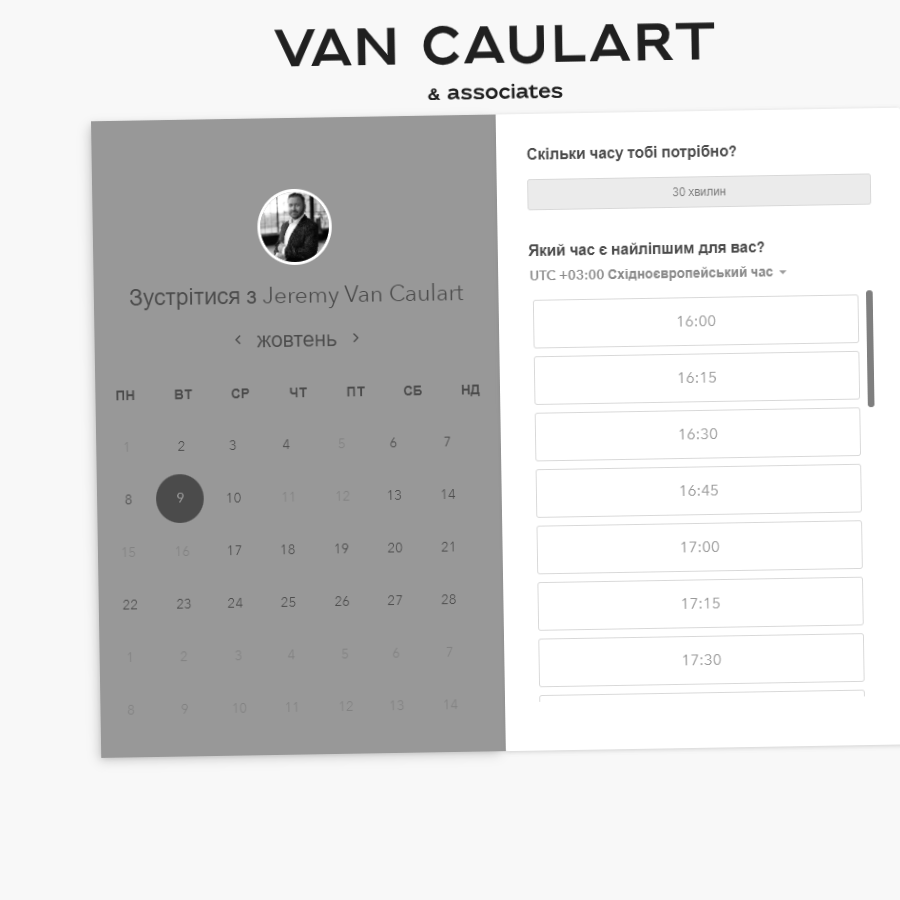 VAN CAULART
& associates
Зустрітися з Jeremy Van Caulart
‹ жовтень ›
ПН ВТ СР ЧТ ПТ СБ НД
1 2 3 4 5 6 7
8 9 10 11 12 13 14
15 16 17 18 19 20 21
22 23 24 25 26 27 28
1 2 3 4 5 6 7
8 9 10 11 12 13 14
Скільки часу тобі потрібно?
30 хвилин
Який час є найліпшим для вас?
UTC +03:00 Східноєвропейський час
16:00
16:15
16:30
16:45
17:00
17:15
17:30